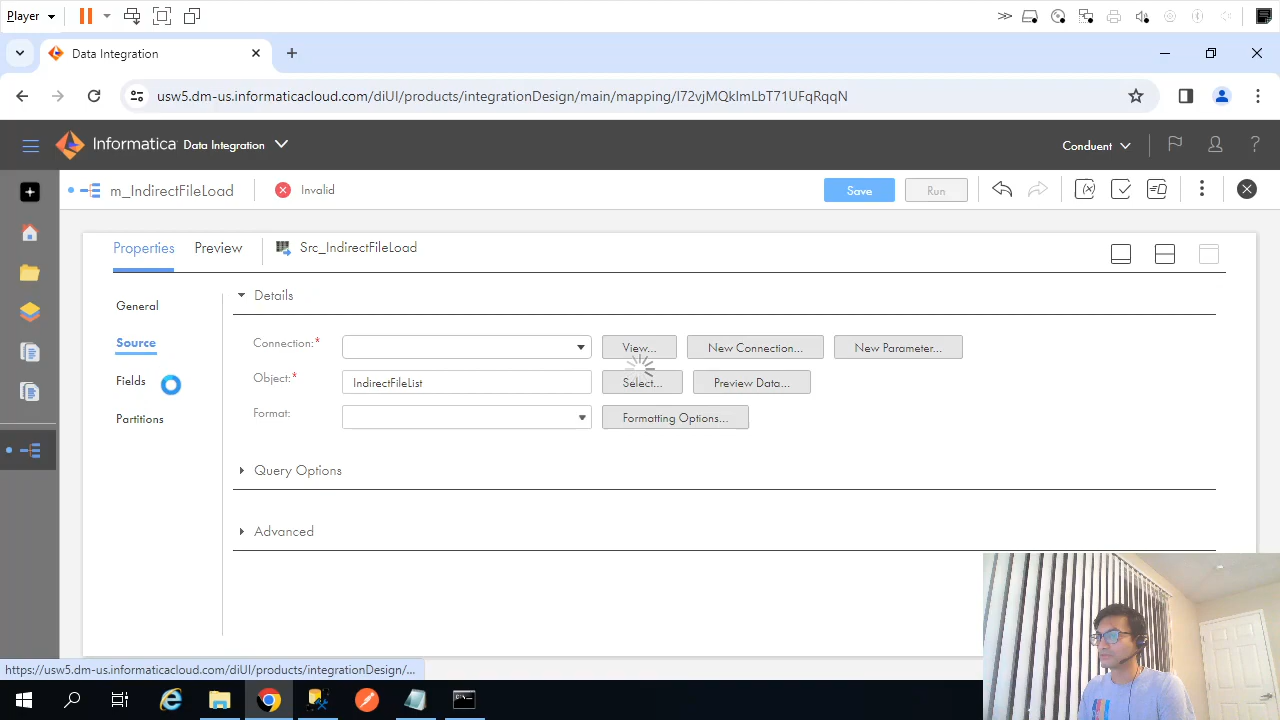 Player
Data Integration
usw5.dm-us.informaticacloud.com/diUI/products/integrationDesign/main/mapping/l72vjMQklmLbT71UFqRqqN
Informatica Data Integration
Conduent
?
m_IndirectFileLoad
Invalid
Save
Run
Properties
Preview
Src_IndirectFileLoad
General
Source
Fields
Partitions
Details
Connection:*
View...
New Connection...
New Parameter...
Object:*
IndirectFileList
Select...
Preview Data...
Format:
Formatting Options...
Query Options
Advanced
https://usw5.dm-us.informaticacloud.com/diUI/products/integrationDesign/...